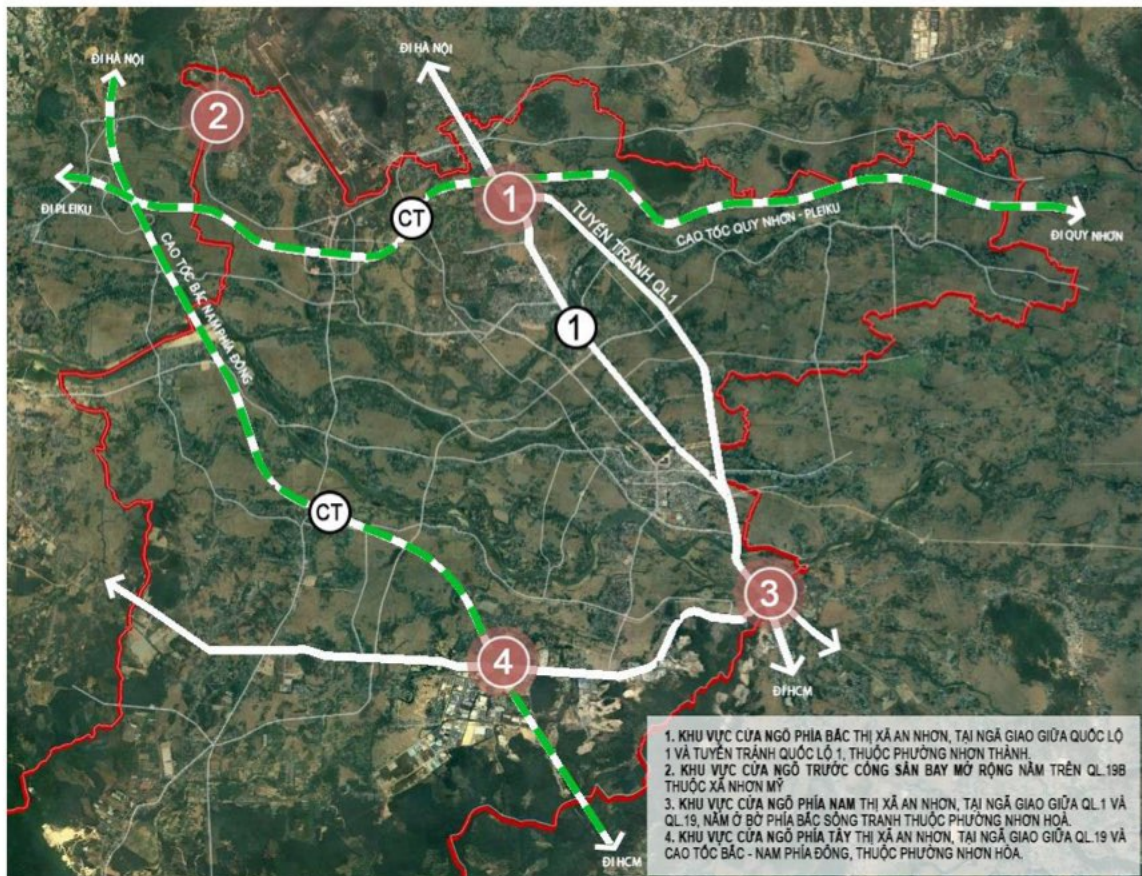 ĐI HÀ NỘI
ĐI HÀ NỘI
2
1
ĐI PLEIKU
CT
TUYẾN TRÁNH QL1
CAO TỐC QUY NHƠN - PLEIKU
ĐI QUY NHƠN
CAO TỐC BẮC NAM PHÍA ĐÔNG
1
CT
3
4
ĐI HCM
ĐI HCM
1. KHU VỰC CỬA NGÕ PHÍA BẮC THỊ XÃ AN NHƠN, TẠI NGÃ GIAO GIỮA QUỐC LỘ
1 VÀ TUYẾN TRÁNH QUỐC LỘ 1, THUỘC PHƯỜNG NHƠN THÀNH.
2. KHU VỰC CỬA NGÕ TRƯỚC CỔNG SÂN BAY MỞ RỘNG NẰM TRÊN QL.19B
THUỘC XÃ NHƠN MỸ
3. KHU VỰC CỬA NGÕ PHÍA NAM THỊ XÃ AN NHƠN, TẠI NGÃ GIAO GIỮA QL.1 VÀ
QL.19, NẰM Ở BỜ PHÍA BẮC SÔNG TRANH THUỘC PHƯỜNG NHƠN HOÀ.
4. KHU VỰC CỬA NGÕ PHÍA TÂY THỊ XÃ AN NHƠN, TẠI NGÃ GIAO GIỮA QL.19 VÀ
CAO TỐC BẮC - NAM PHÍA ĐÔNG, THUỘC PHƯỜNG NHƠN HÒA.